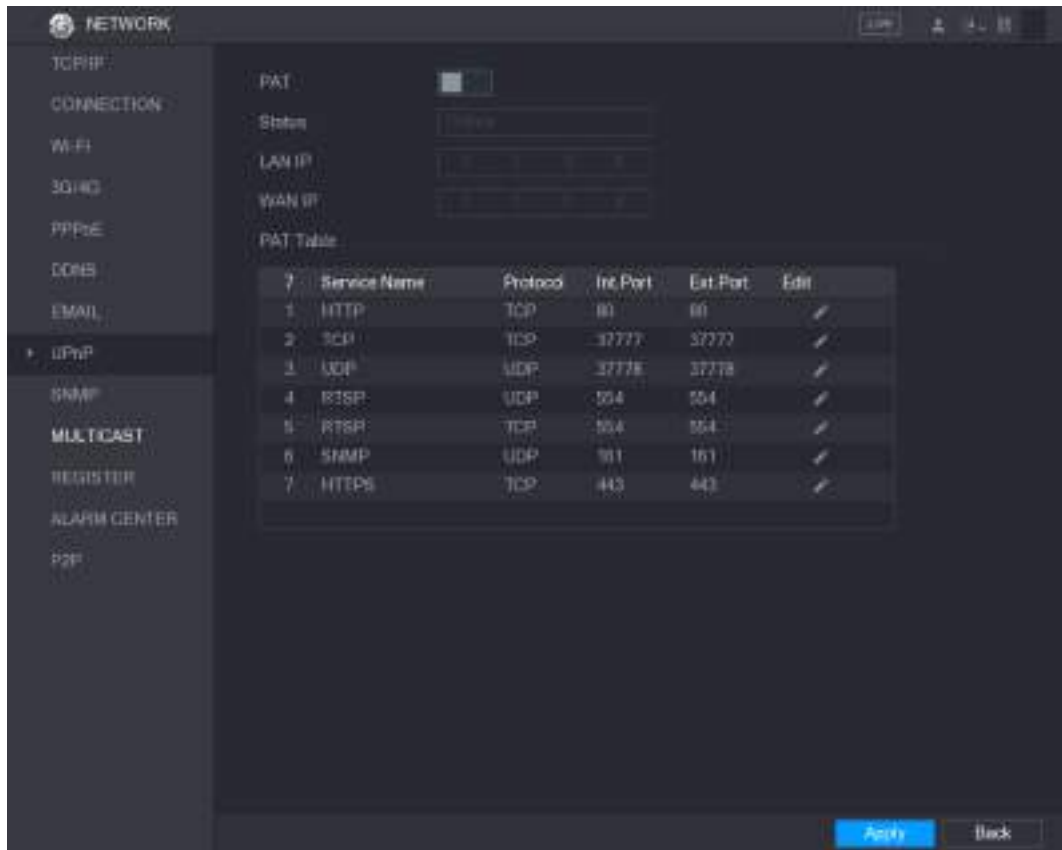 NETWORK
LIVE
TCP/IP
CONNECTION
WI-FI
3G/4G
PPPoE
DDNS
EMAIL
UPnP
SNMP
MULTICAST
REGISTER
ALARM CENTER
P2P
PAT
Status
LAN IP
WAN IP
PAT Table
7 Service Name Protocol Int.Port Ext.Port Edit
1 HTTP TCP 80 80
2 TCP TCP 37777 37777
3 UDP UDP 37778 37778
4 RTSP UDP 554 554
5 RTSP TCP 554 554
6 SNMP UDP 161 161
7 HTTPS TCP 443 443
Apply Back